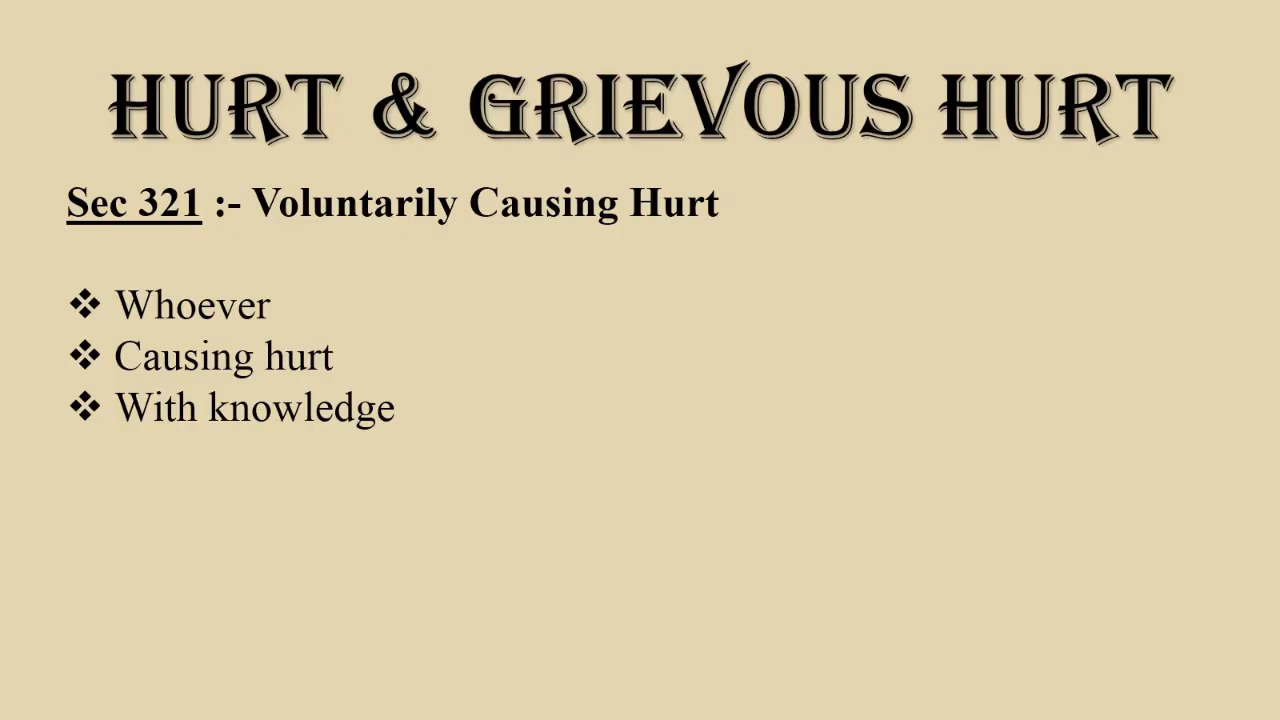 HURT & GRIEVOUS HURT
Sec 321 :- Voluntarily Causing Hurt
❖ Whoever
❖ Causing hurt
❖ With knowledge